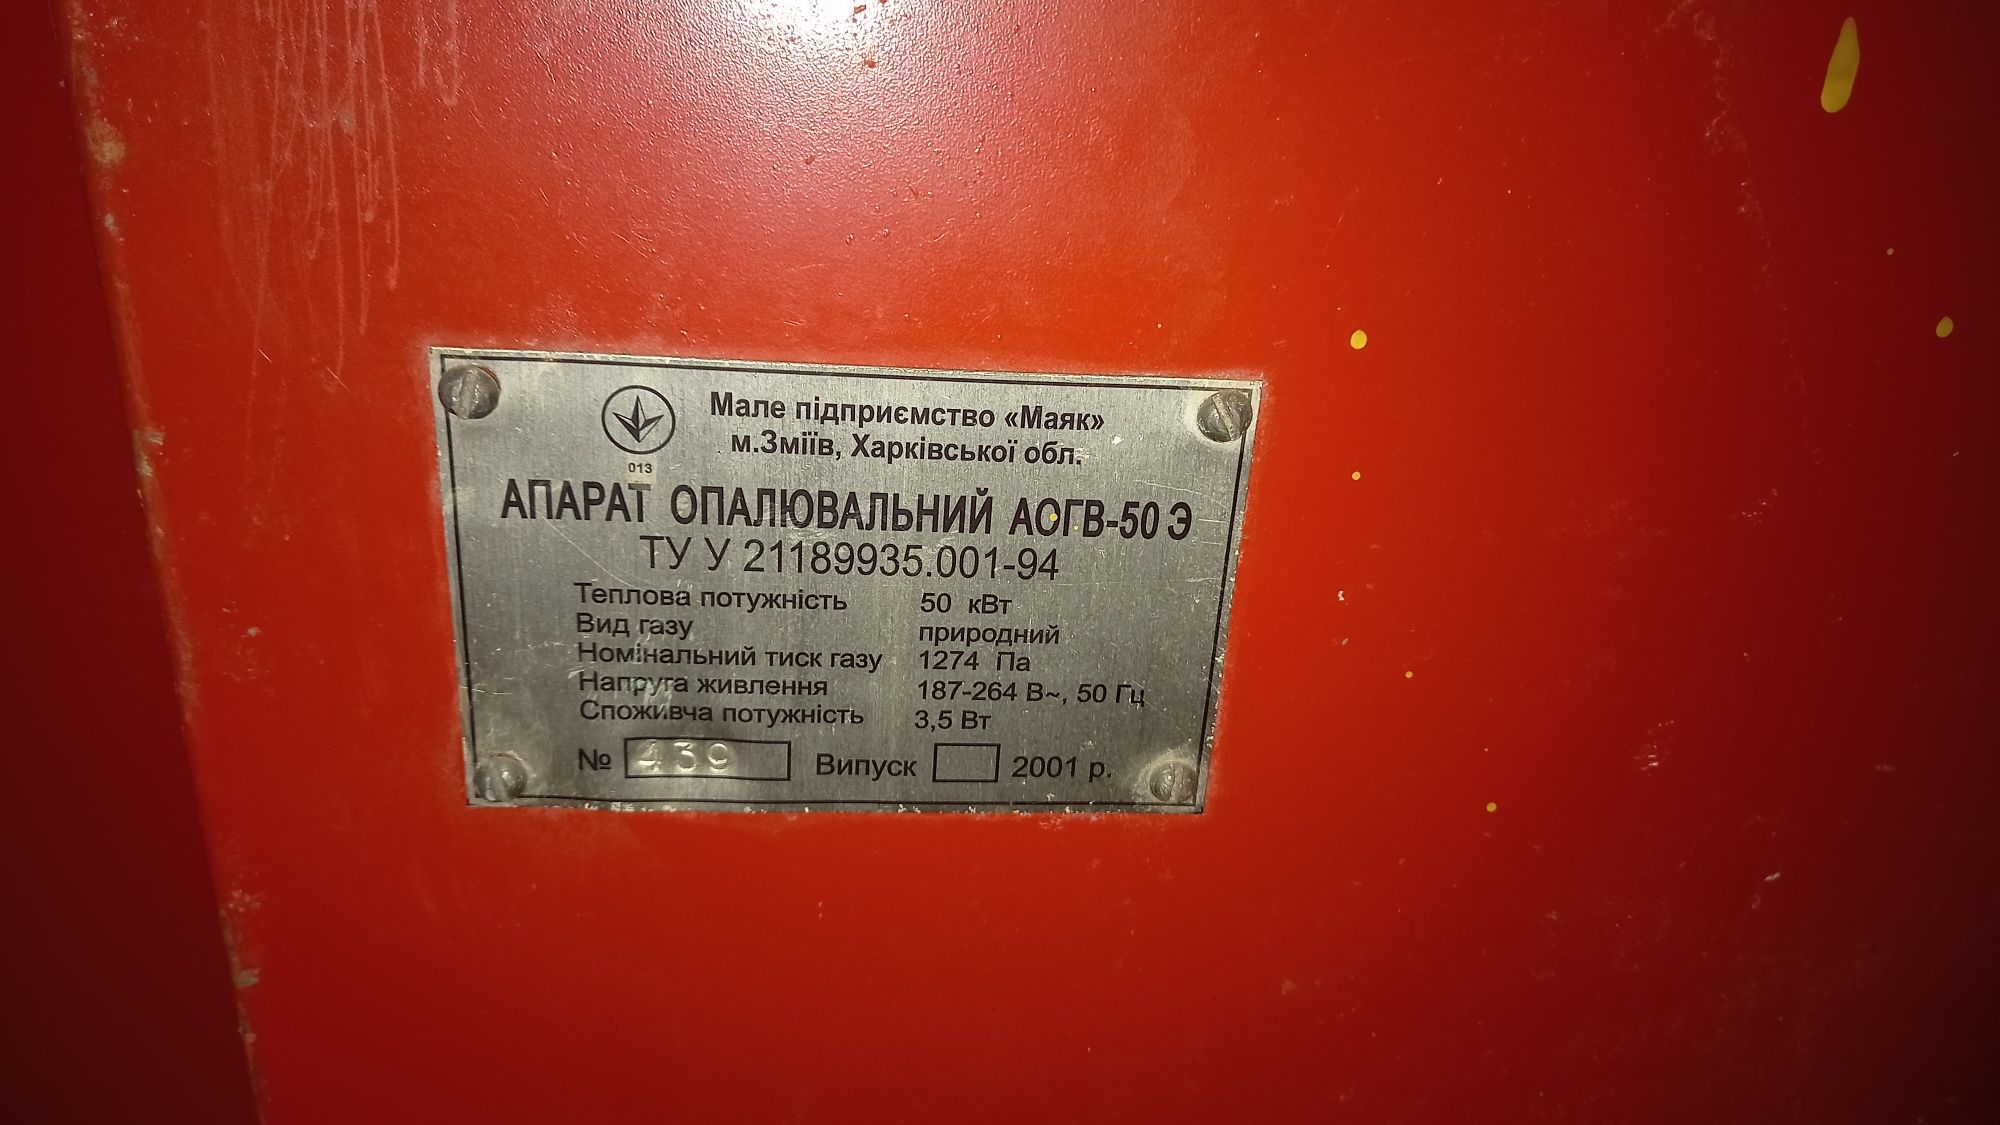 Мале підприємство «Маяк»
м.Зміїв, Харківської обл.
013
АПАРАТ ОПАЛЮВАЛЬНИЙ АОГВ-50 Э
ТУ У 21189935.001-94
Теплова потужність 50 кВт
Вид газу природний
Номінальний тиск газу 1274 Па
Напруга живлення 187-264 В~, 50 Гц
Споживча потужність 3,5 Вт
№ 439 Випуск 2001 р.